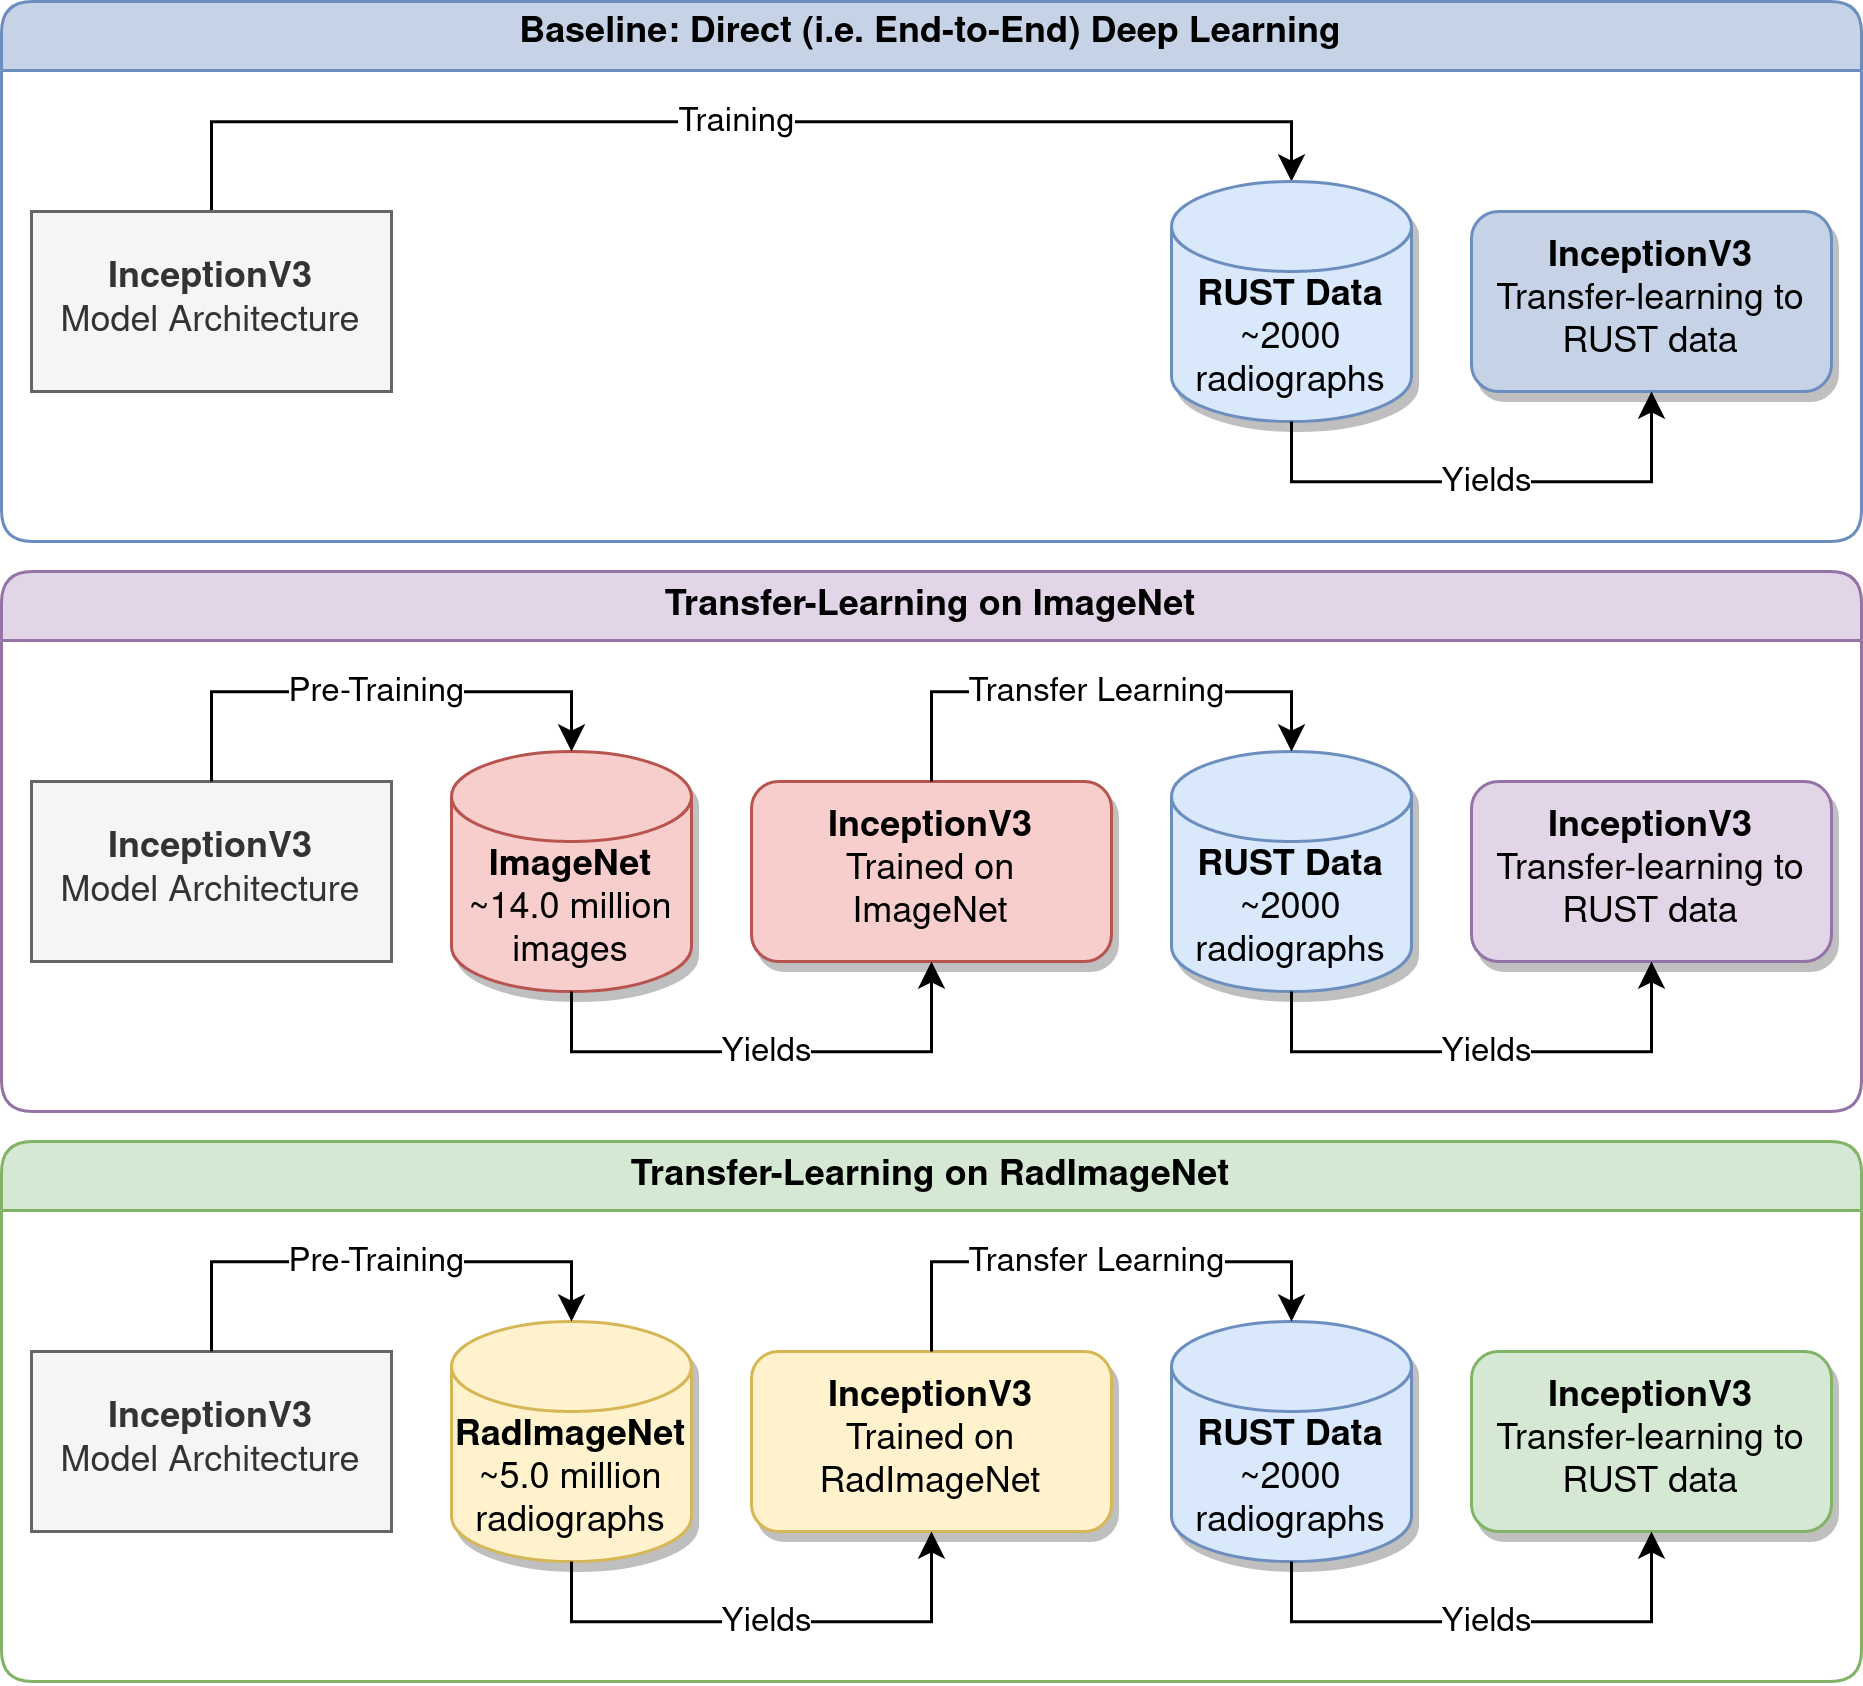 Baseline: Direct (i.e. End-to-End) Deep Learning
Training
InceptionV3
Model Architecture
RUST Data
~2000
radiographs
InceptionV3
Transfer-learning to
RUST data
Yields
Transfer-Learning on ImageNet
Pre-Training
Transfer Learning
InceptionV3
Model Architecture
ImageNet
~14.0 million
images
InceptionV3
Trained on
ImageNet
RUST Data
~2000
radiographs
InceptionV3
Transfer-learning to
RUST data
Yields
Yields
Transfer-Learning on RadImageNet
Pre-Training
Transfer Learning
InceptionV3
Model Architecture
RadImageNet
~5.0 million
radiographs
InceptionV3
Trained on
RadImageNet
RUST Data
~2000
radiographs
InceptionV3
Transfer-learning to
RUST data
Yields
Yields